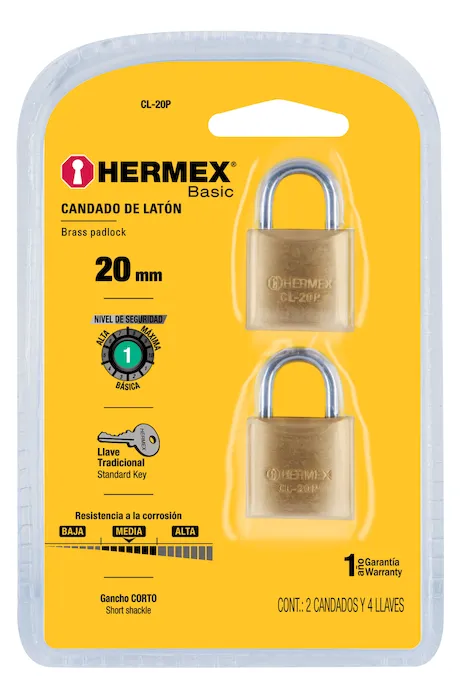 CL-20P
HERMEX®
Basic
CANDADO DE LATÓN
Brass padlock
20 mm
NIVEL DE SEGURIDAD
ALTA
MÁXIMA
1
BÁSICA
HERMEX
Llave
Tradicional
Standard Key
Resistencia a la corrosión
BAJA MEDIA ALTA
Gancho CORTO
Short shackle
HERMEX
CL-20P
HERMEX
CL-20P
1 año Garantía
Warranty
CONT.: 2 CANDADOS Y 4 LLAVES